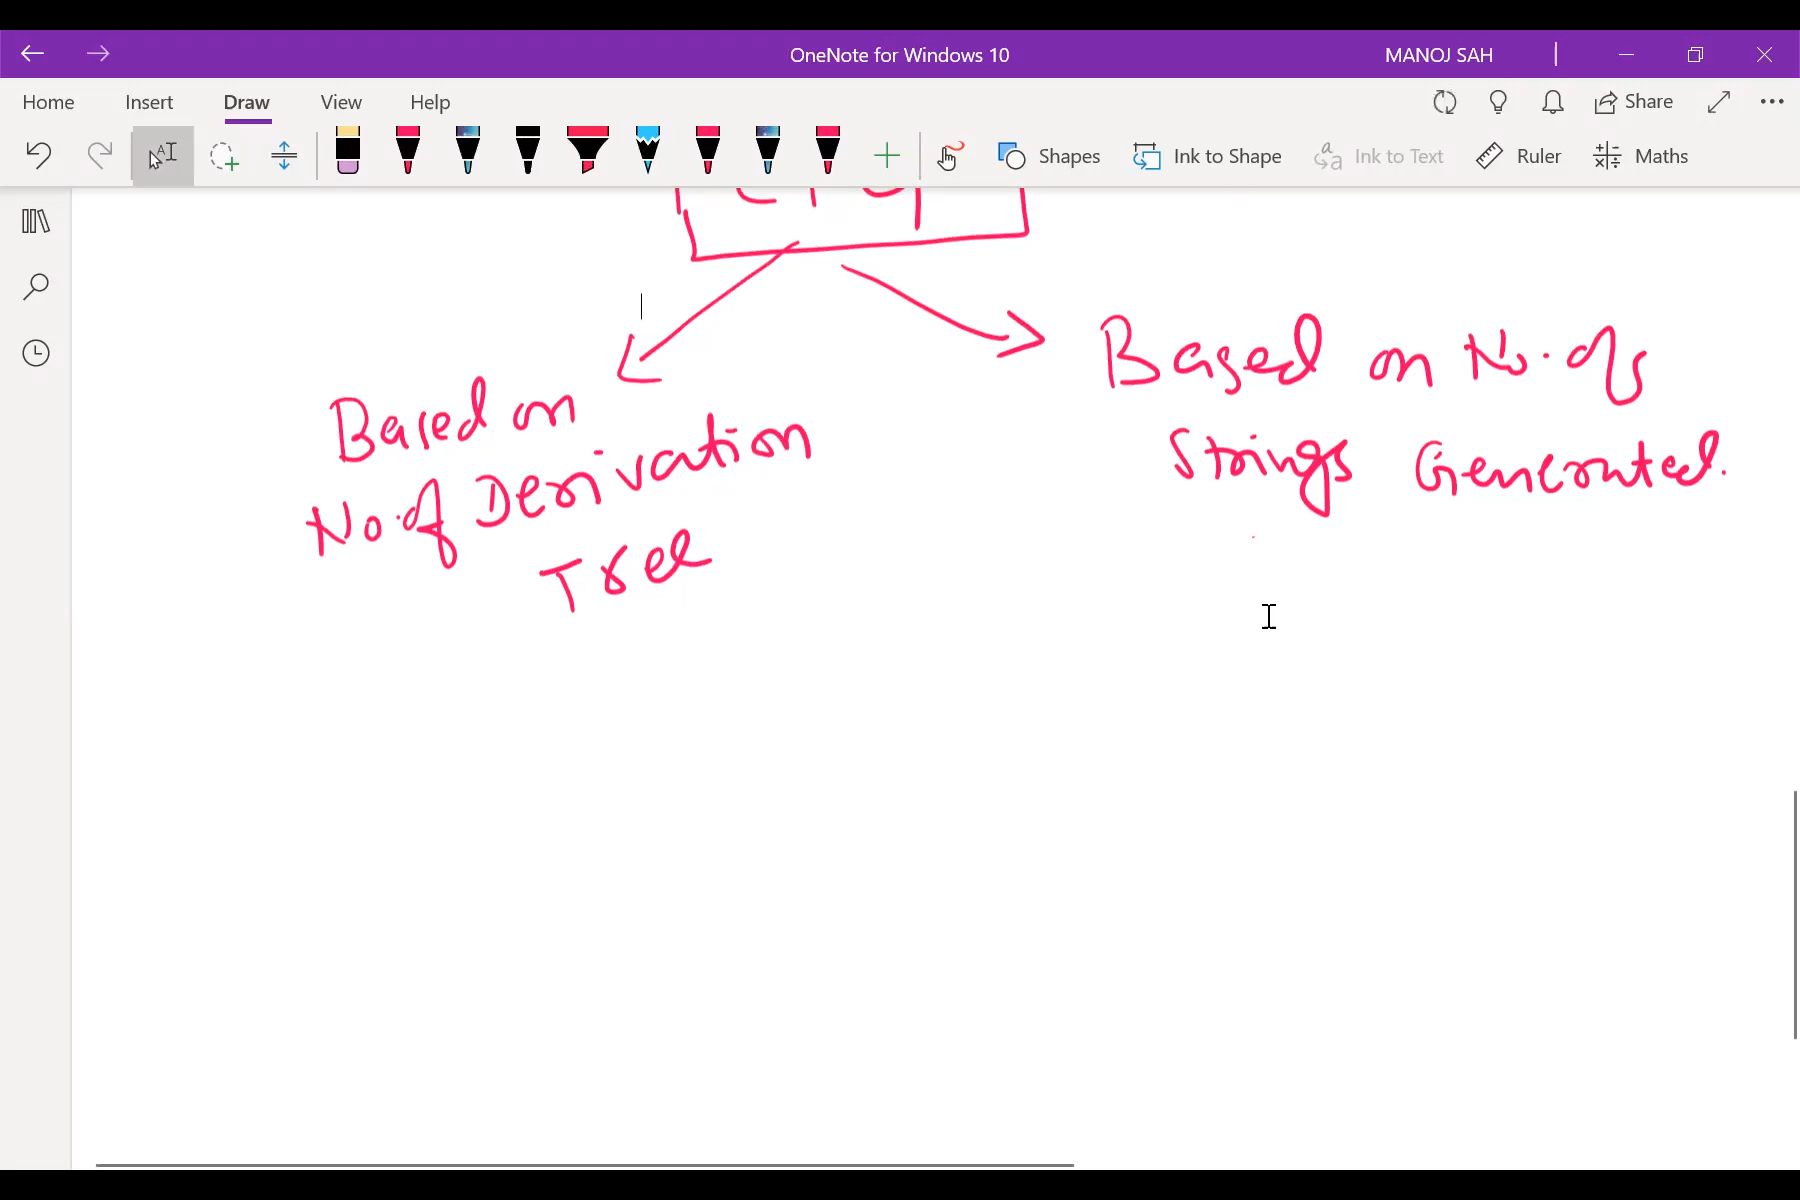 OneNote for Windows 10
MANOJ SAH
Home Insert Draw View Help
Share
Shapes Ink to Shape Ink to Text Ruler Maths
CFG
Based on
No. of Derivation
Tree
Based on No. of
Strings Generated.